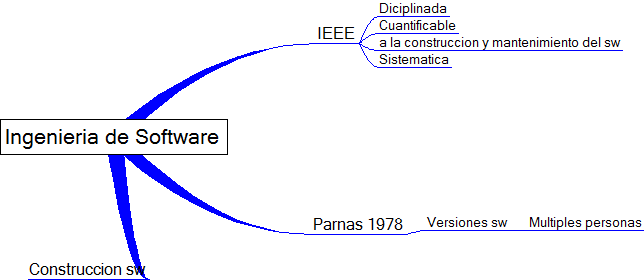 Diciplinada
IEEE
Cuantificable
a la construccion y mantenimiento del sw
Sistematica
Ingenieria de Software
Parnas 1978
Versiones sw
Multiples personas
Construccion sw